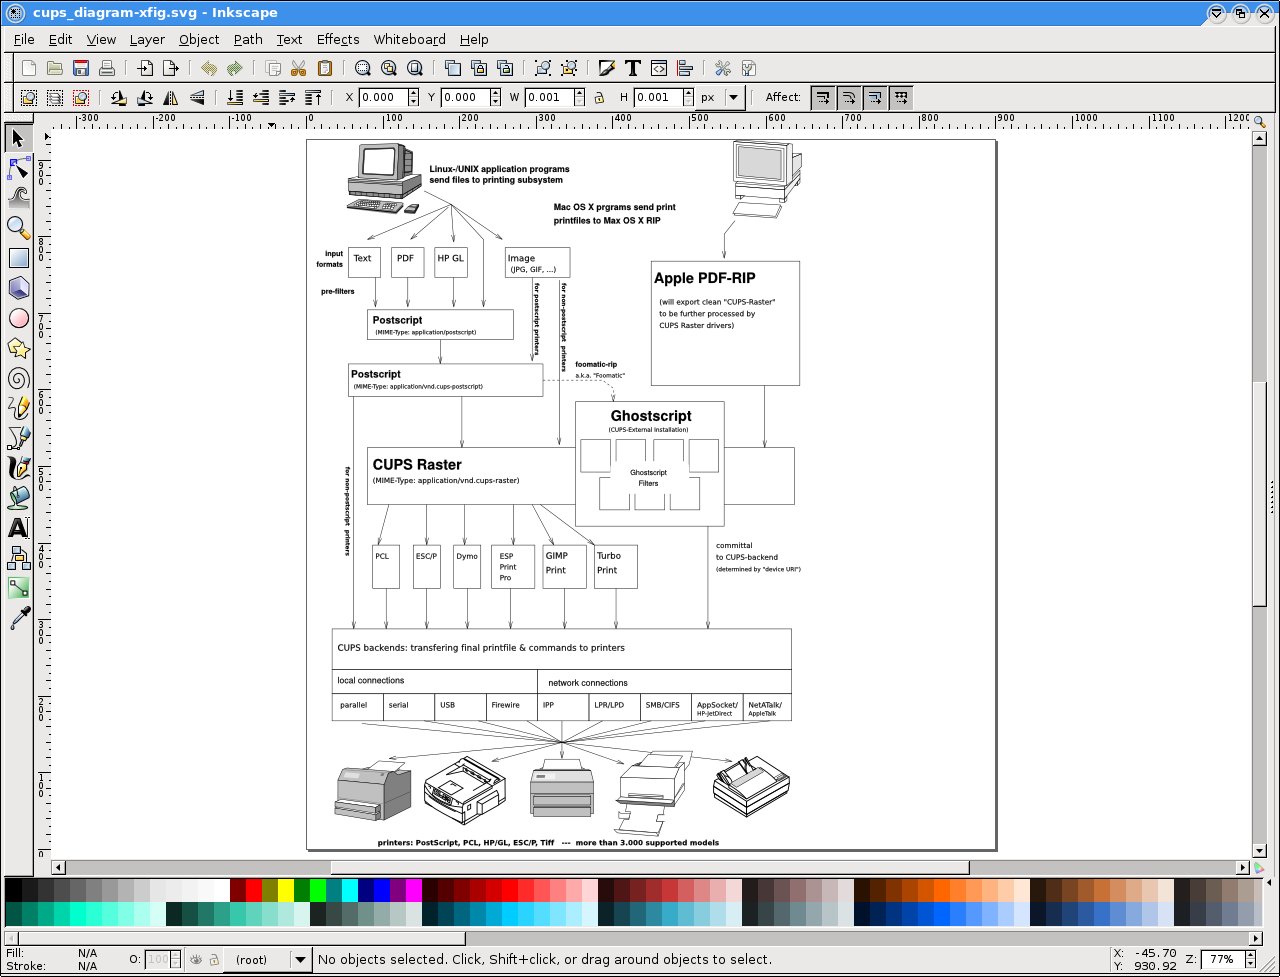 cups_diagram-xfig.svg - Inkscape
File Edit View Layer Object Path Text Effects Whiteboard Help
X 0.000 Y 0.000 W 0.001 H 0.001 px Affect:
-300 -200 -100 0 100 200 300 400 500 600 700 800 900 1000 1100 1200
900
800
700
600
500
400
300
200
100
0
Linux-/UNIX application programs
send files to printing subsystem
Mac OS X prgrams send print
printfiles to Max OS X RIP
input
formats
Text
PDF
HP GL
Image
(JPG, GIF, ...)
pre-filters
for postscript printers
for non-postscript printers
Apple PDF-RIP
(will export clean "CUPS-Raster"
to be further processed by
CUPS Raster drivers)
Postscript
(MIME-Type: application/postscript)
Postscript
(MIME-Type: application/vnd.cups-postscript)
foomatic-rip
a.k.a. "Foomatic"
Ghostscript
(CUPS-External Installation)
Ghostscript
Filters
CUPS Raster
(MIME-Type: application/vnd.cups-raster)
for non-postscript printers
PCL
ESC/P
Dymo
ESP
Print
Pro
GIMP
Print
Turbo
Print
committal
to CUPS-backend
(determined by "device URI")
CUPS backends: transfering final printfile & commands to printers
local connections
network connections
parallel
serial
USB
Firewire
IPP
LPR/LPD
SMB/CIFS
AppSocket/
HP-JetDirect
NetATalk/
AppleTalk
printers: PostScript, PCL, HP/GL, ESC/P, Tiff --- more than 3.000 supported models
Fill: N/A
Stroke: N/A
O: 100
(root)
No objects selected. Click, Shift+click, or drag around objects to select.
X: -45.70
Y: 930.92
Z: 77%